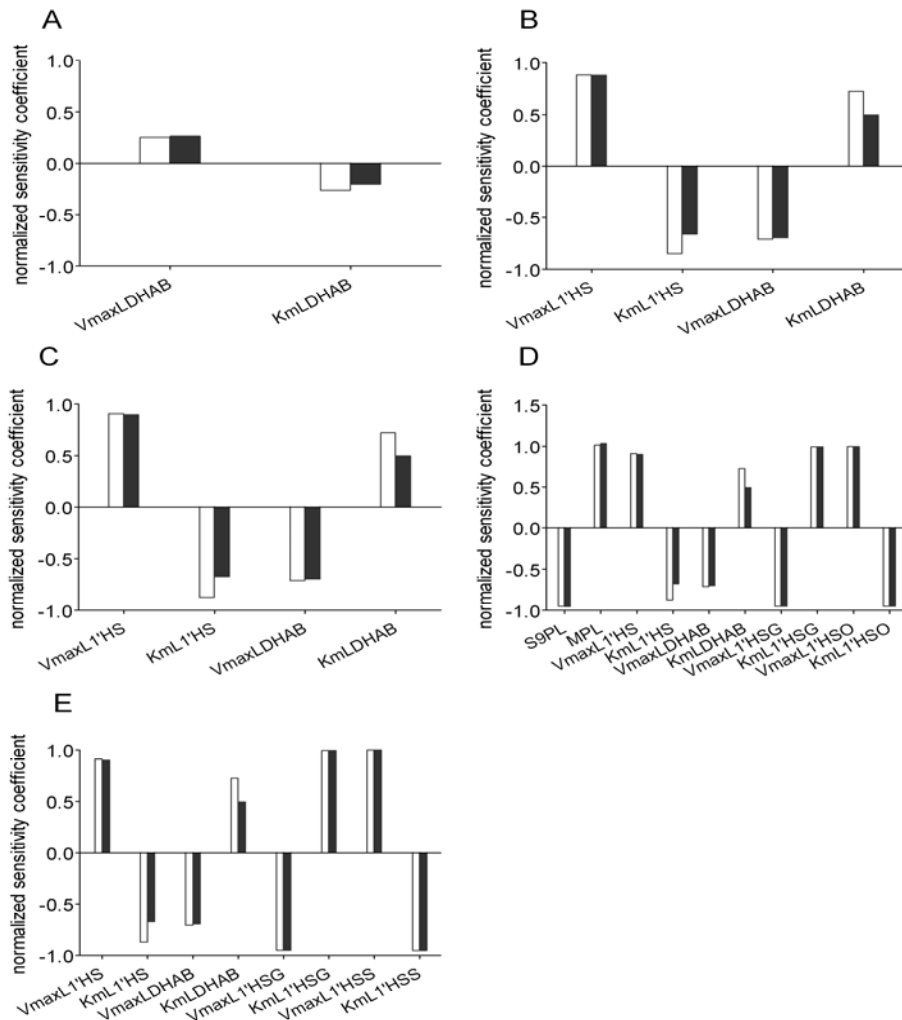 A
normalized sensitivity coefficient
1.0
0.5
0.0
-0.5
-1.0
VmaxLDHAB
KmLDHAB
B
normalized sensitivity coefficient
1.0
0.5
0.0
-0.5
-1.0
VmaxL1'HS
KmL1'HS
VmaxLDHAB
KmLDHAB
C
normalized sensitivity coefficient
1.0
0.5
0.0
-0.5
-1.0
VmaxL1'HS
KmL1'HS
VmaxLDHAB
KmLDHAB
D
normalized sensitivity coefficient
1.5
1.0
0.5
0.0
-0.5
-1.0
S9PL
MPL
VmaxL1'HS
KmL1'HS
VmaxLDHAB
KmLDHAB
VmaxL1'HSG
KmL1'HSG
VmaxL1'HSO
KmL1'HSO
E
normalized sensitivity coefficient
1.0
0.5
0.0
-0.5
-1.0
VmaxL1'HS
KmL1'HS
VmaxLDHAB
KmLDHAB
VmaxL1'HSG
KmL1'HSG
VmaxL1'HSS
KmL1'HSS